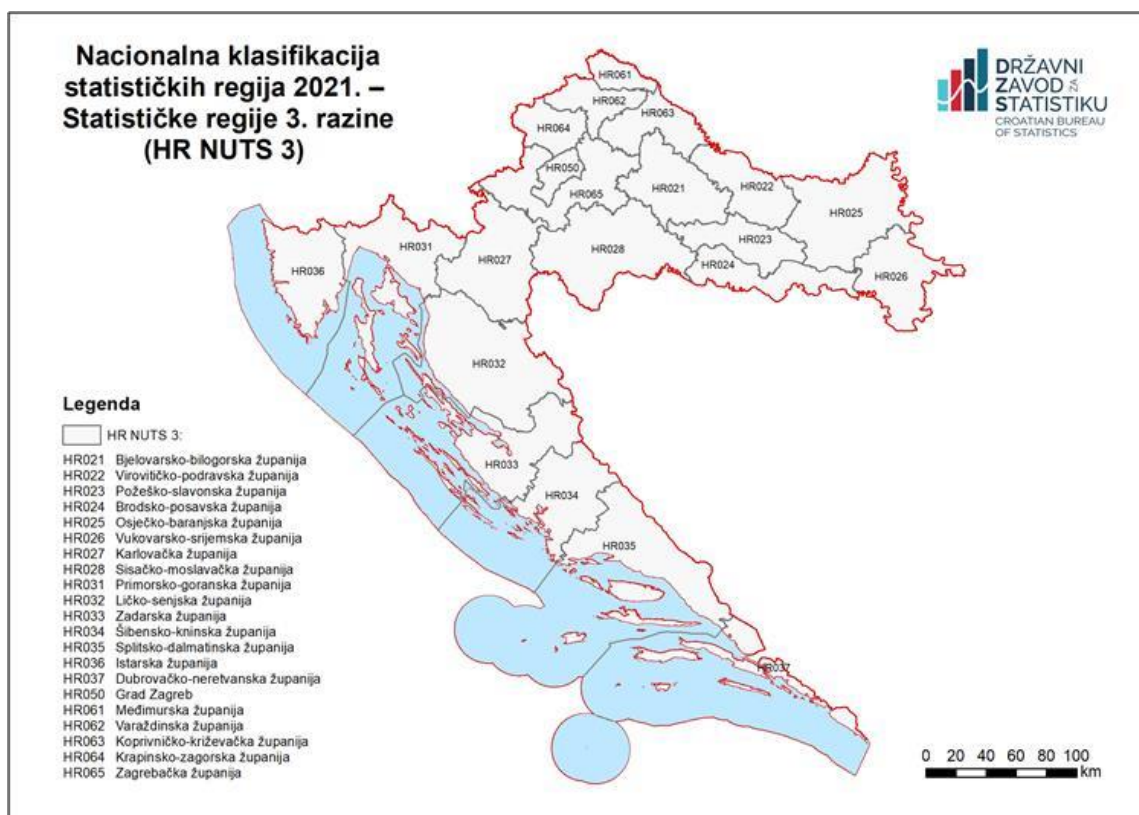 Nacionalna klasifikacija
statističkih regija 2021. –
Statističke regije 3. razine
(HR NUTS 3)
DRŽAVNI
ZAVOD ZA
STATISTIKU
CROATIAN BUREAU
OF STATISTICS
HR061
HR062
HR063
HR064
HR050
HR021
HR022
HR065
HR025
HR023
HR031
HR028
HR027
HR024
HR036
HR026
HR032
HR033
HR034
HR035
HR037
Legenda
HR NUTS 3:
HR021 Bjelovarsko-bilogorska županija
HR022 Virovitičko-podravska županija
HR023 Požeško-slavonska županija
HR024 Brodsko-posavska županija
HR025 Osječko-baranjska županija
HR026 Vukovarsko-srijemska županija
HR027 Karlovačka županija
HR028 Sisačko-moslavačka županija
HR031 Primorsko-goranska županija
HR032 Ličko-senjska županija
HR033 Zadarska županija
HR034 Šibensko-kninska županija
HR035 Splitsko-dalmatinska županija
HR036 Istarska županija
HR037 Dubrovačko-neretvanska županija
HR050 Grad Zagreb
HR061 Međimurska županija
HR062 Varaždinska županija
HR063 Koprivničko-križevačka županija
HR064 Krapinsko-zagorska županija
HR065 Zagrebačka županija
0 20 40 60 80 100
km